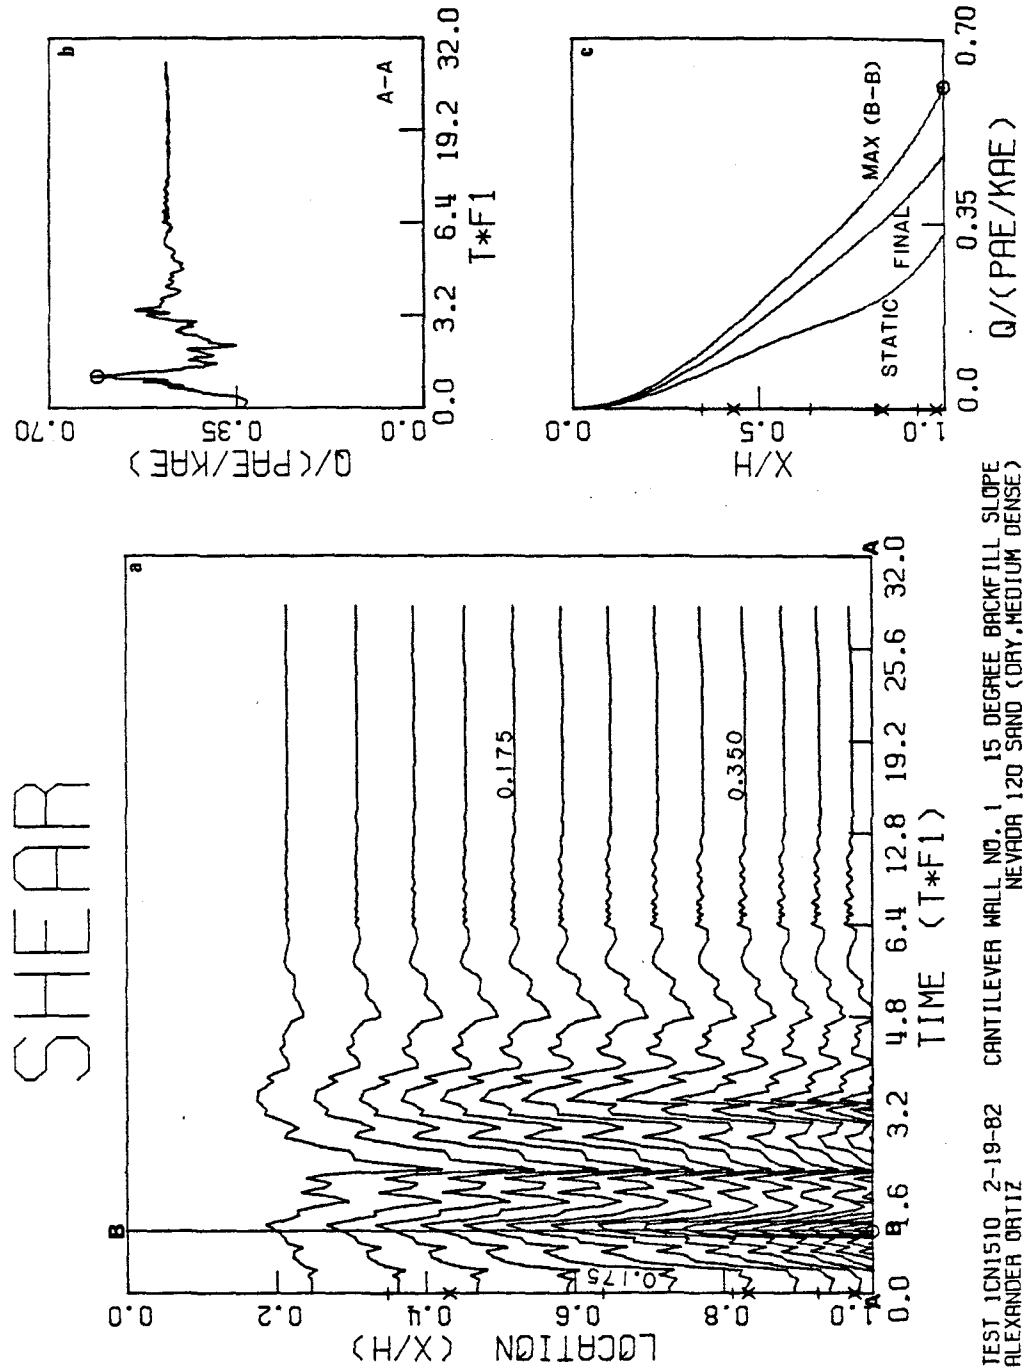 SHEAR
a
B
B
A
A
0.175
0.175
0.350
LOCATION (X/H)
0.0
0.2
0.4
0.6
0.8
1.0
0.0
1.6
3.2
4.8
6.4
12.8
19.2
25.6
32.0
TIME (T*F1)
b
A-A
Q/(PAE/KAE)
0.70
0.35
0.0
0.0
3.2
6.4
19.2
32.0
T*F1
c
STATIC
FINAL
MAX (B-B)
X/H
0.0
0.5
1.0
0.0
0.35
0.70
Q/(PAE/KAE)
TEST 1CN1510 2-19-82 CANTILEVER WALL NO. 1 15 DEGREE BACKFILL SLOPE
ALEXANDER ORTIZ NEVADA 120 SAND (DRY,MEDIUM DENSE)